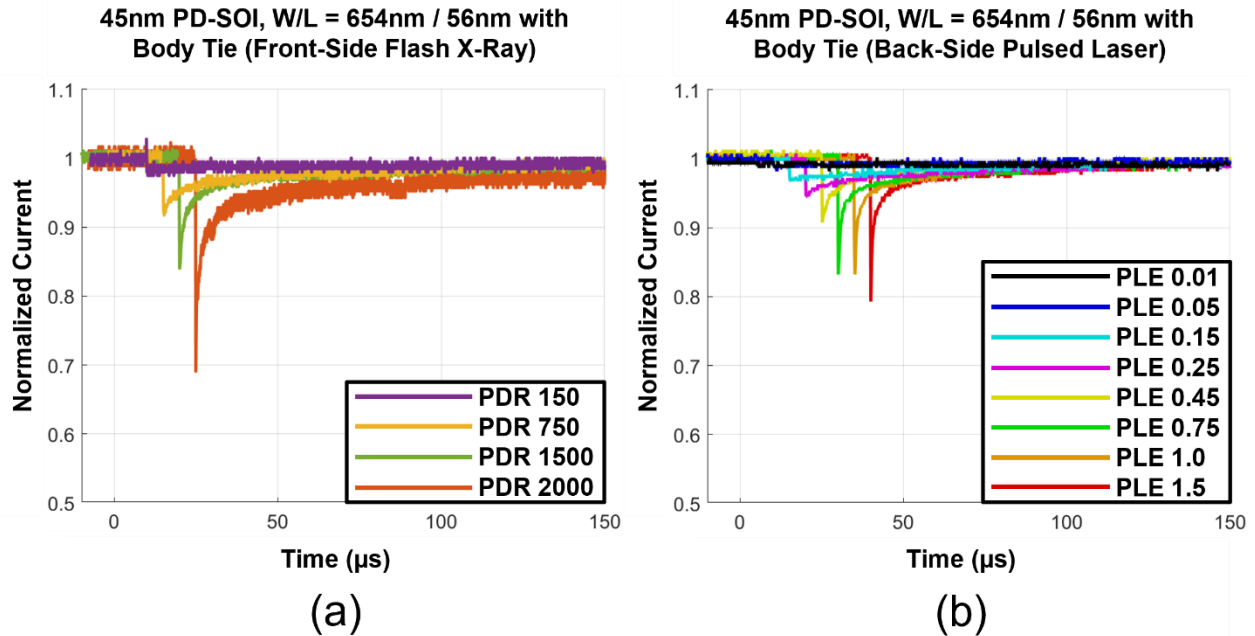 45nm PD-SOI, W/L = 654nm / 56nm with
Body Tie (Front-Side Flash X-Ray)
1.1
1
0.9
0.8
0.7
0.6
0.5
Normalized Current
0
50
100
150
Time (µs)
PDR 150
PDR 750
PDR 1500
PDR 2000
(a)
45nm PD-SOI, W/L = 654nm / 56nm with
Body Tie (Back-Side Pulsed Laser)
1.1
1
0.9
0.8
0.7
0.6
0.5
Normalized Current
0
50
100
150
Time (µs)
PLE 0.01
PLE 0.05
PLE 0.15
PLE 0.25
PLE 0.45
PLE 0.75
PLE 1.0
PLE 1.5
(b)